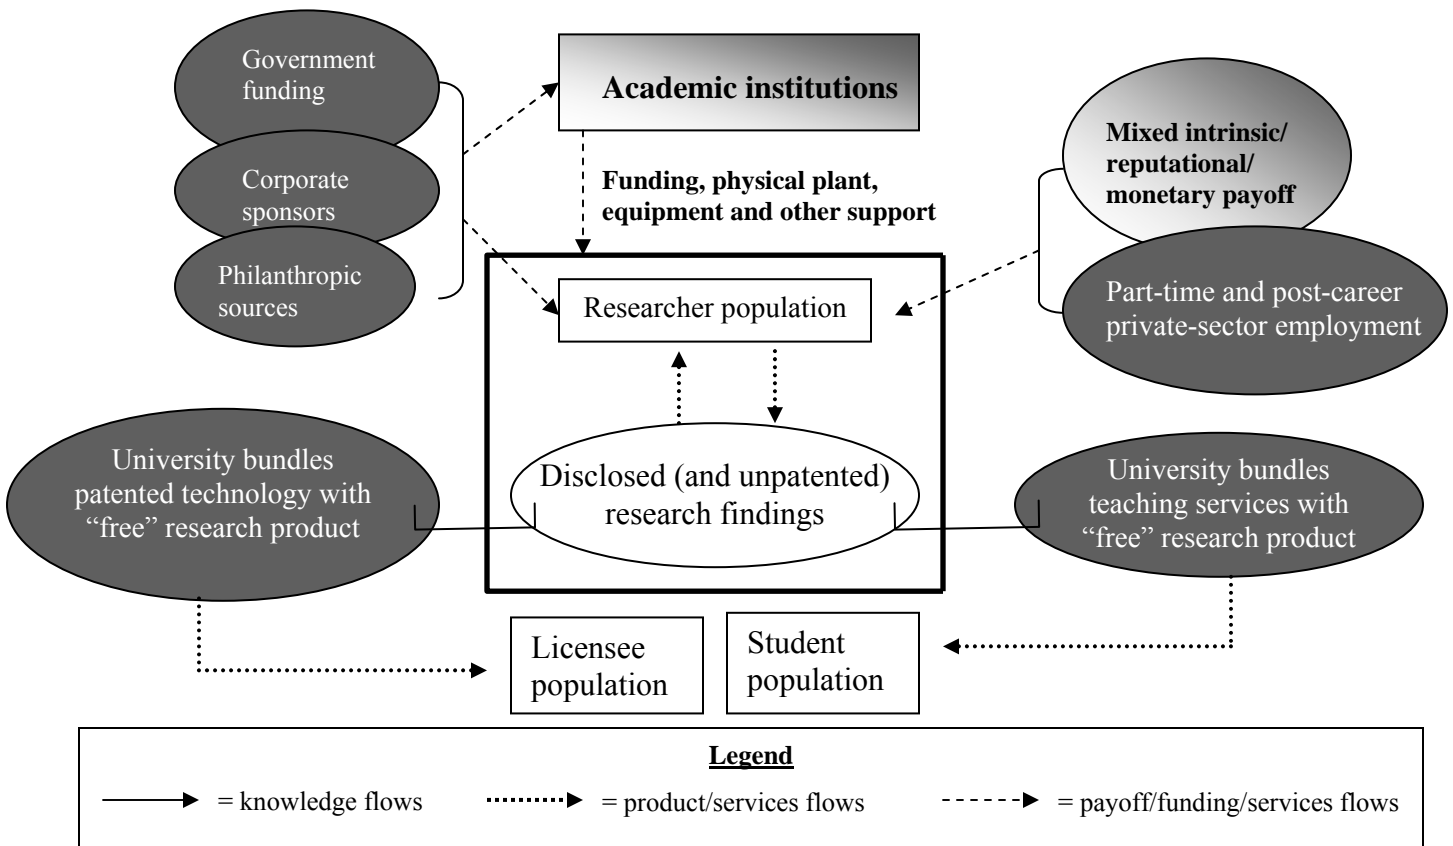 Government
funding
Academic institutions
Mixed intrinsic/
reputational/
monetary payoff
Corporate
sponsors
Funding, physical plant,
equipment and other support
Philanthropic
sources
Researcher population
Part-time and post-career
private-sector employment
University bundles
patented technology with
“free” research product
Disclosed (and unpatented)
research findings
University bundles
teaching services with
“free” research product
Licensee
population
Student
population
Legend
= knowledge flows
= product/services flows
= payoff/funding/services flows